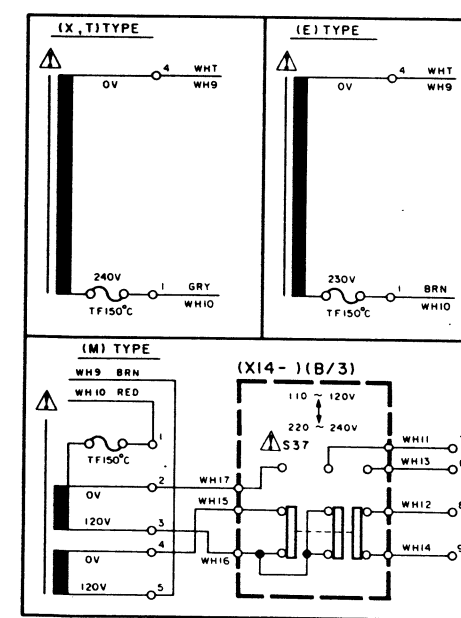 (X,T)TYPE
4 WHT
0V WH9
240V
1 GRY
TF150°C WH10
(E)TYPE
4 WHT
0V WH9
230V
1 BRN
TF150°C WH10
(M) TYPE
WH9 BRN
WH10 RED
1
TF150°C
2
0V
120V
3
4
0V
120V
5
(X14- )(B/3)
110 ~ 120V
220 ~ 240V
S37
WH17
WH15
WH16
WH11
WH13
WH12
WH14